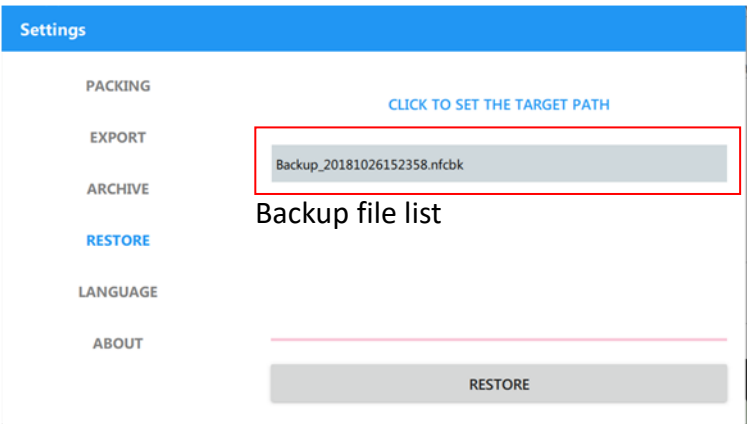 Settings
PACKING
EXPORT
ARCHIVE
RESTORE
LANGUAGE
ABOUT
CLICK TO SET THE TARGET PATH
Backup_20181026152358.nfcbk
Backup file list
RESTORE